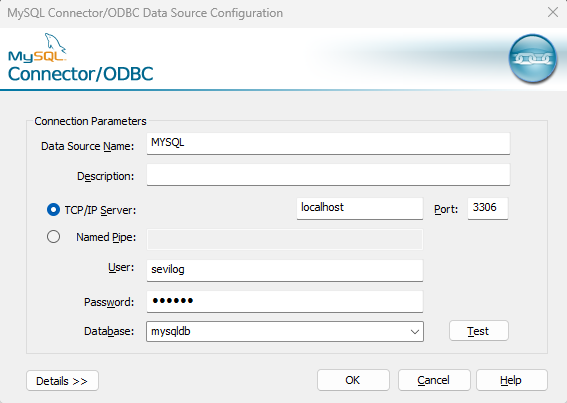 MySQL Connector/ODBC Data Source Configuration
MySQL
Connector/ODBC
Connection Parameters
Data Source Name: MYSQL
Description:
TCP/IP Server: localhost Port: 3306
Named Pipe:
User: sevilog
Password: ••••••
Database: mysqldb Test
Details >> OK Cancel Help